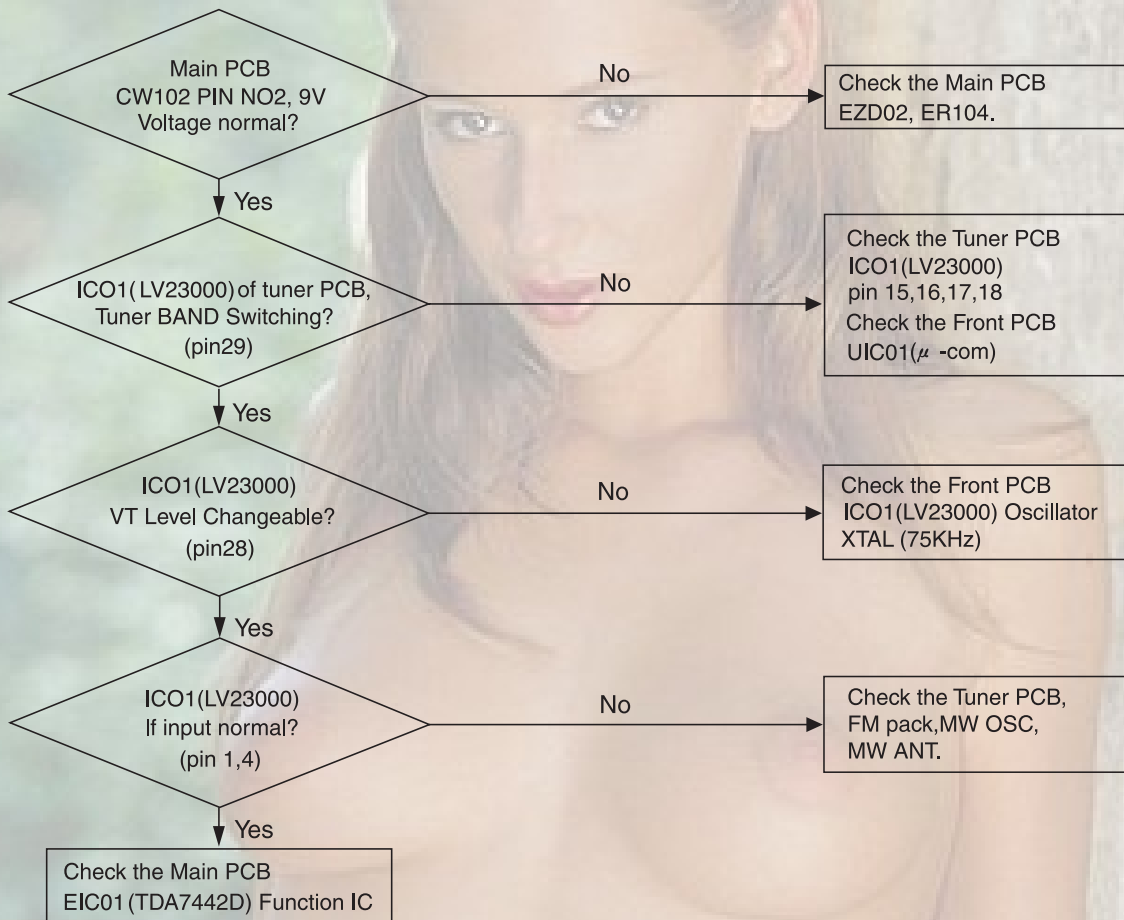 Main PCB
CW102 PIN NO2, 9V
Voltage normal?
No
Check the Main PCB
EZD02, ER104.
Yes
ICO1(LV23000)of tuner PCB,
Tuner BAND Switching?
(pin29)
No
Check the Tuner PCB
ICO1(LV23000)
pin 15,16,17,18
Check the Front PCB
UIC01(μ -com)
Yes
ICO1(LV23000)
VT Level Changeable?
(pin28)
No
Check the Front PCB
ICO1(LV23000) Oscillator
XTAL (75KHz)
Yes
ICO1(LV23000)
If input normal?
(pin 1,4)
No
Check the Tuner PCB,
FM pack,MW OSC,
MW ANT.
Yes
Check the Main PCB
EIC01(TDA7442D) Function IC